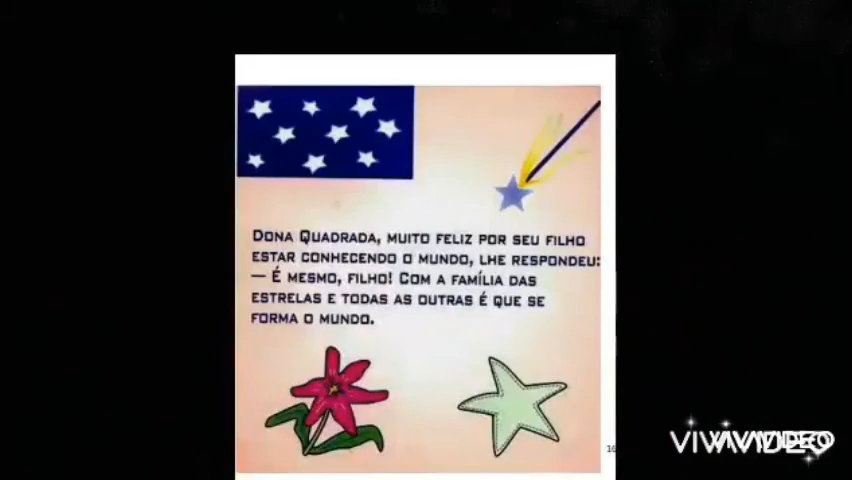 Dona Quadrada, muito feliz por seu filho
estar conhecendo o mundo, lhe respondeu:
— É mesmo, filho! Com a família das
estrelas e todas as outras é que se
forma o mundo.
VIVAVIDEO